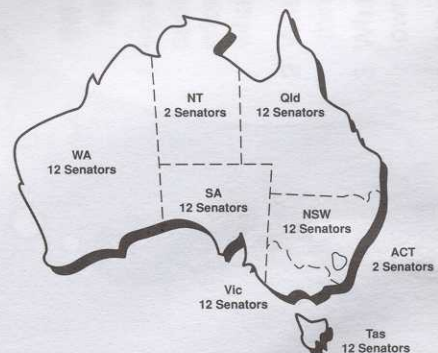 NT
2 Senators
Qld
12 Senators
WA
12 Senators
SA
12 Senators
NSW
12 Senators
ACT
2 Senators
Vic
12 Senators
Tas
12 Senators